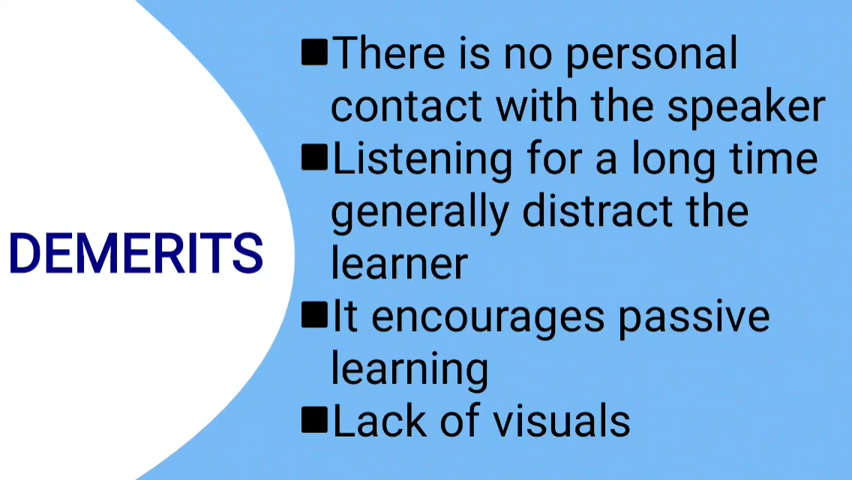 DEMERITS
■There is no personal
contact with the speaker
■Listening for a long time
generally distract the
learner
■It encourages passive
learning
■Lack of visuals